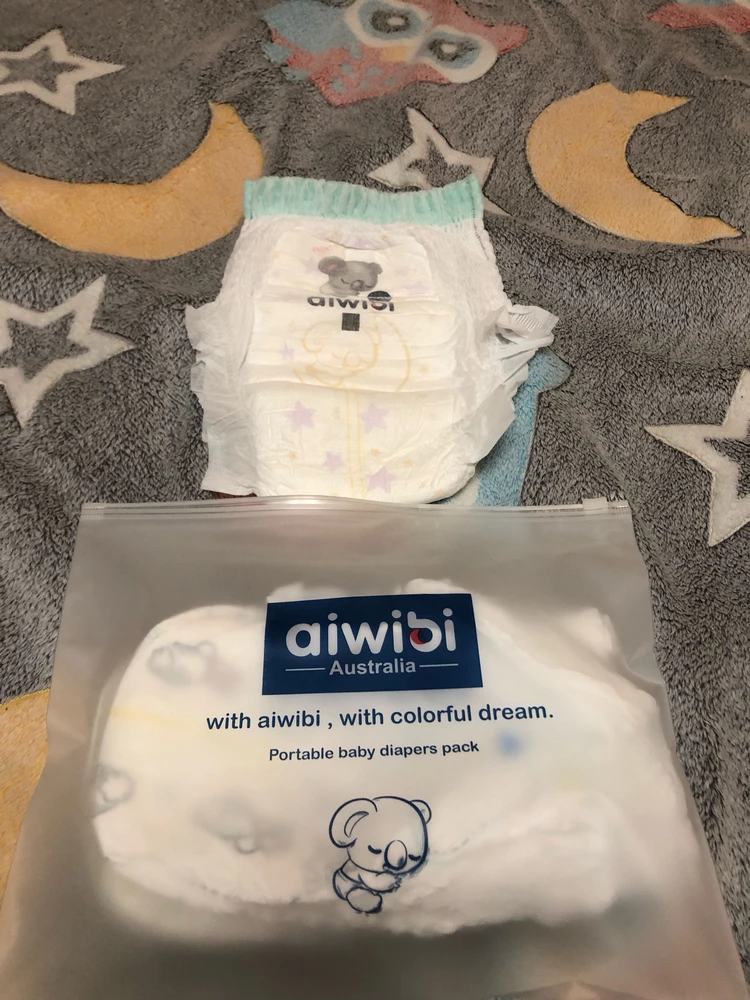 aiwibi
aiwibi
Australia
with aiwibi , with colorful dream.
Portable baby diapers pack